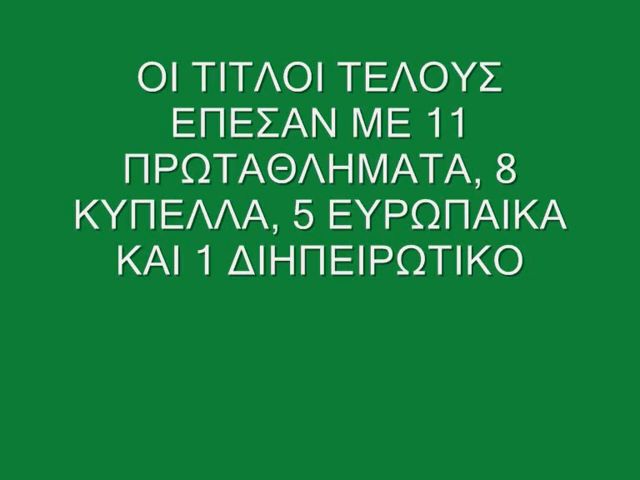 ΟΙ ΤΙΤΛΟΙ ΤΕΛΟΥΣ
ΕΠΕΣΑΝ ΜΕ 11
ΠΡΩΤΑΘΛΗΜΑΤΑ, 8
ΚΥΠΕΛΛΑ, 5 ΕΥΡΩΠΑΙΚΑ
ΚΑΙ 1 ΔΙΗΠΕΙΡΩΤΙΚΟ